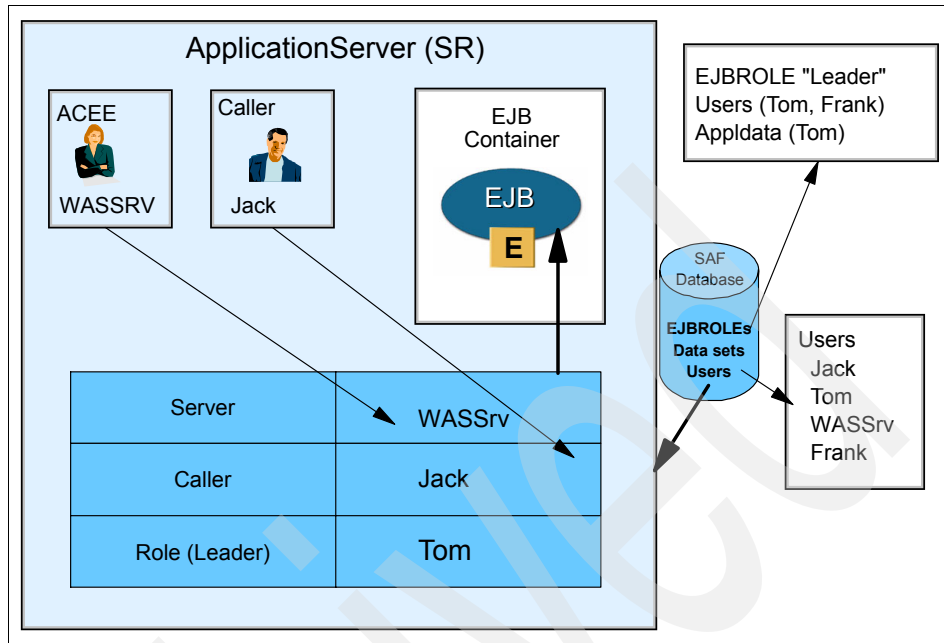 ApplicationServer (SR)
ACEE
WASSRV
Caller
Jack
EJB
Container
EJB
E
EJBROLE "Leader"
Users (Tom, Frank)
Appldata (Tom)
SAF
Database
EJBROLEs
Data sets
Users
Users
Jack
Tom
WASSrv
Frank
Server
WASSrv
Caller
Jack
Role (Leader)
Tom